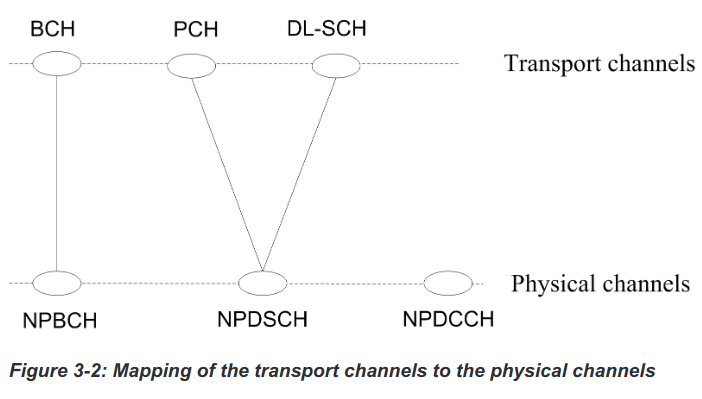 BCH PCH DL-SCH
Transport channels
Physical channels
NPBCH NPDSCH NPDCCH
Figure 3-2: Mapping of the transport channels to the physical channels